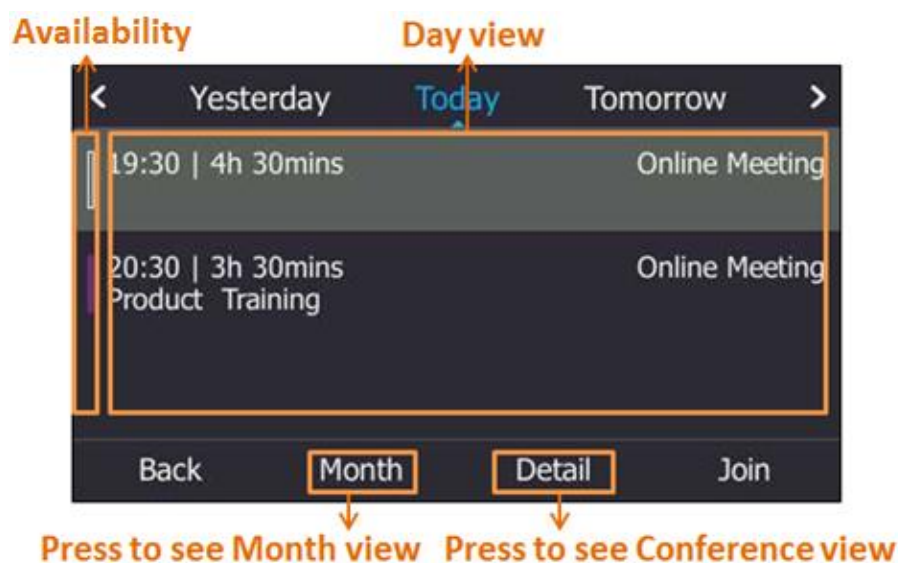 Availability Day view
< Yesterday Today Tomorrow >
19:30 | 4h 30mins Online Meeting
20:30 | 3h 30mins Online Meeting
Product Training
Back Month Detail Join
Press to see Month view Press to see Conference view